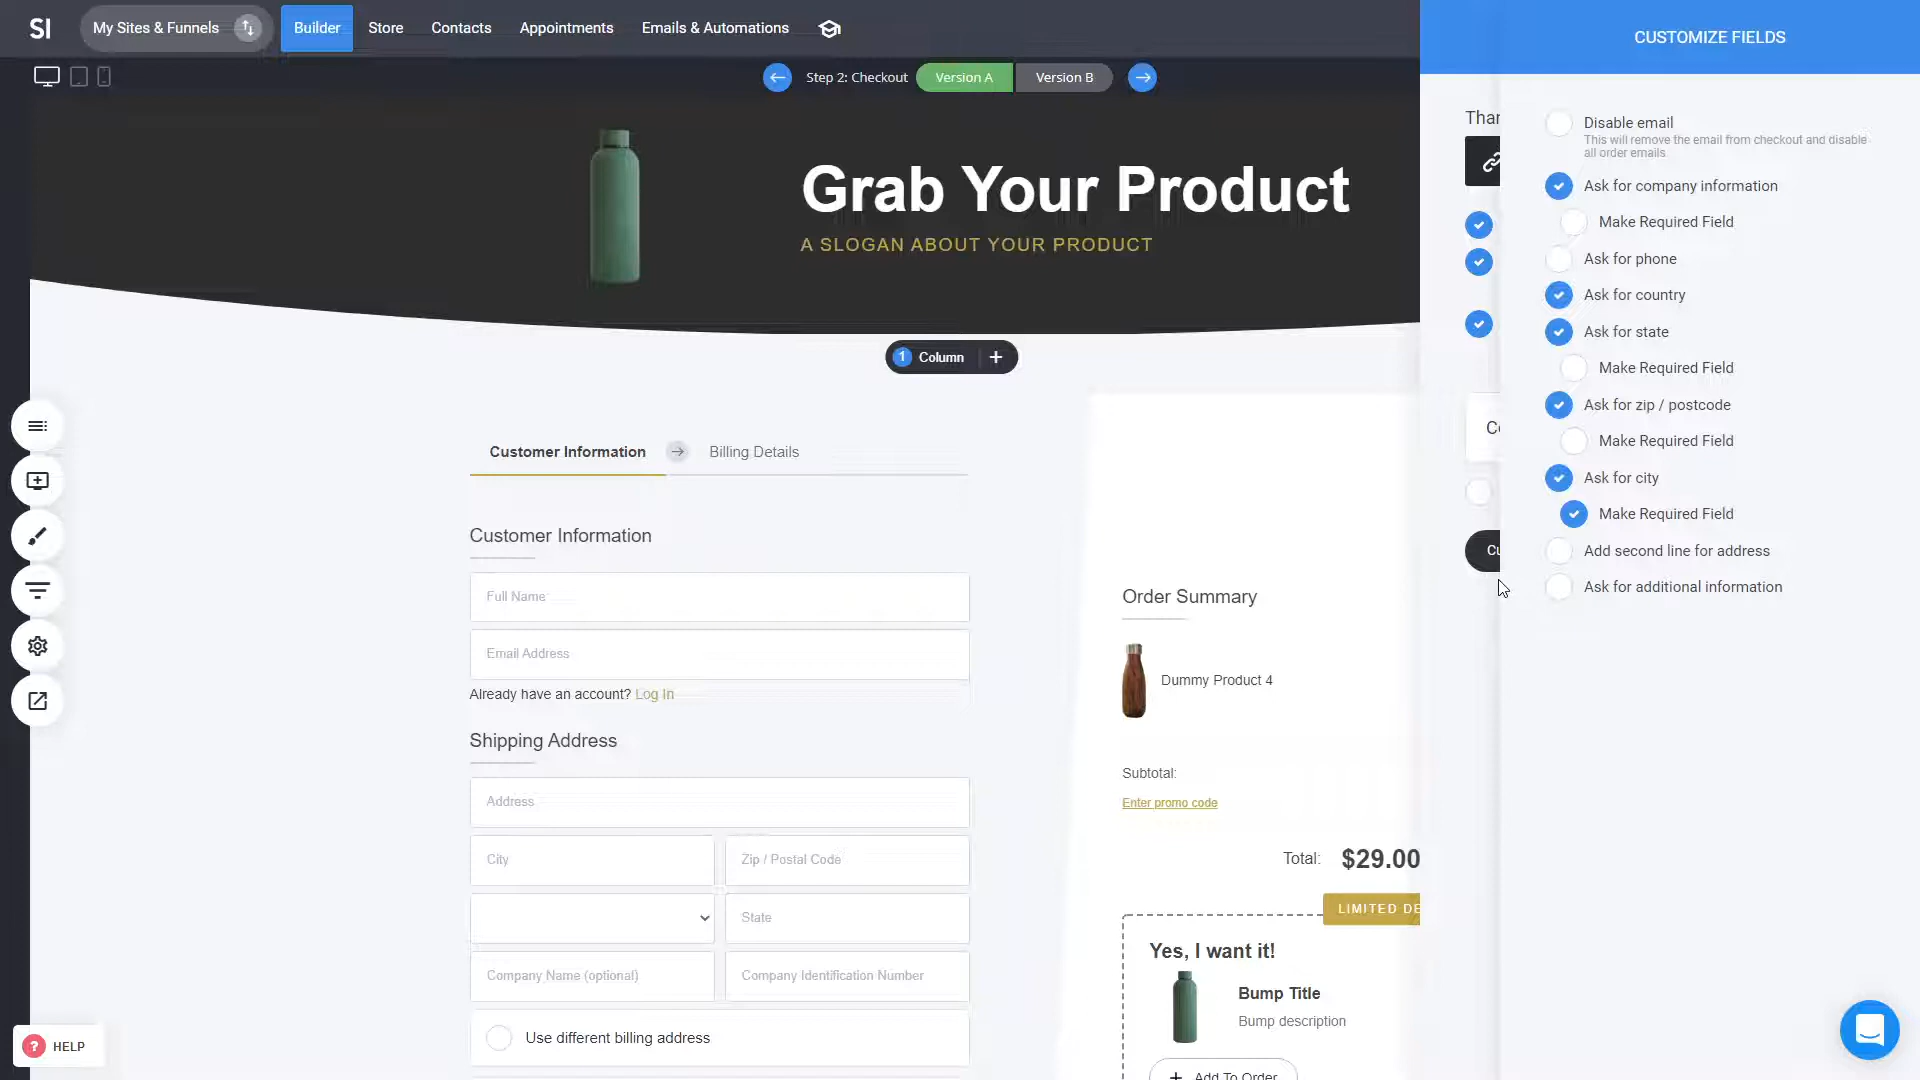 SI
My Sites & Funnels
Builder
Store
Contacts
Appointments
Emails & Automations
CUSTOMIZE FIELDS
Step 2: Checkout
Version A
Version B
Grab Your Product
A SLOGAN ABOUT YOUR PRODUCT
1 Column +
Customer Information
Billing Details
Customer Information
Full Name
Email Address
Already have an account? Log In
Shipping Address
Address
City
Zip / Postal Code
State
Company Name (optional)
Company Identification Number
Use different billing address
Order Summary
Dummy Product 4
Subtotal:
Enter promo code
Total: $29.00
LIMITED DE
Yes, I want it!
Bump Title
Bump description
+ Add To Order
Disable email
This will remove the email from checkout and disable
all order emails.
Ask for company information
Make Required Field
Ask for phone
Ask for country
Ask for state
Make Required Field
Ask for zip / postcode
Make Required Field
Ask for city
Make Required Field
Add second line for address
Ask for additional information
? HELP